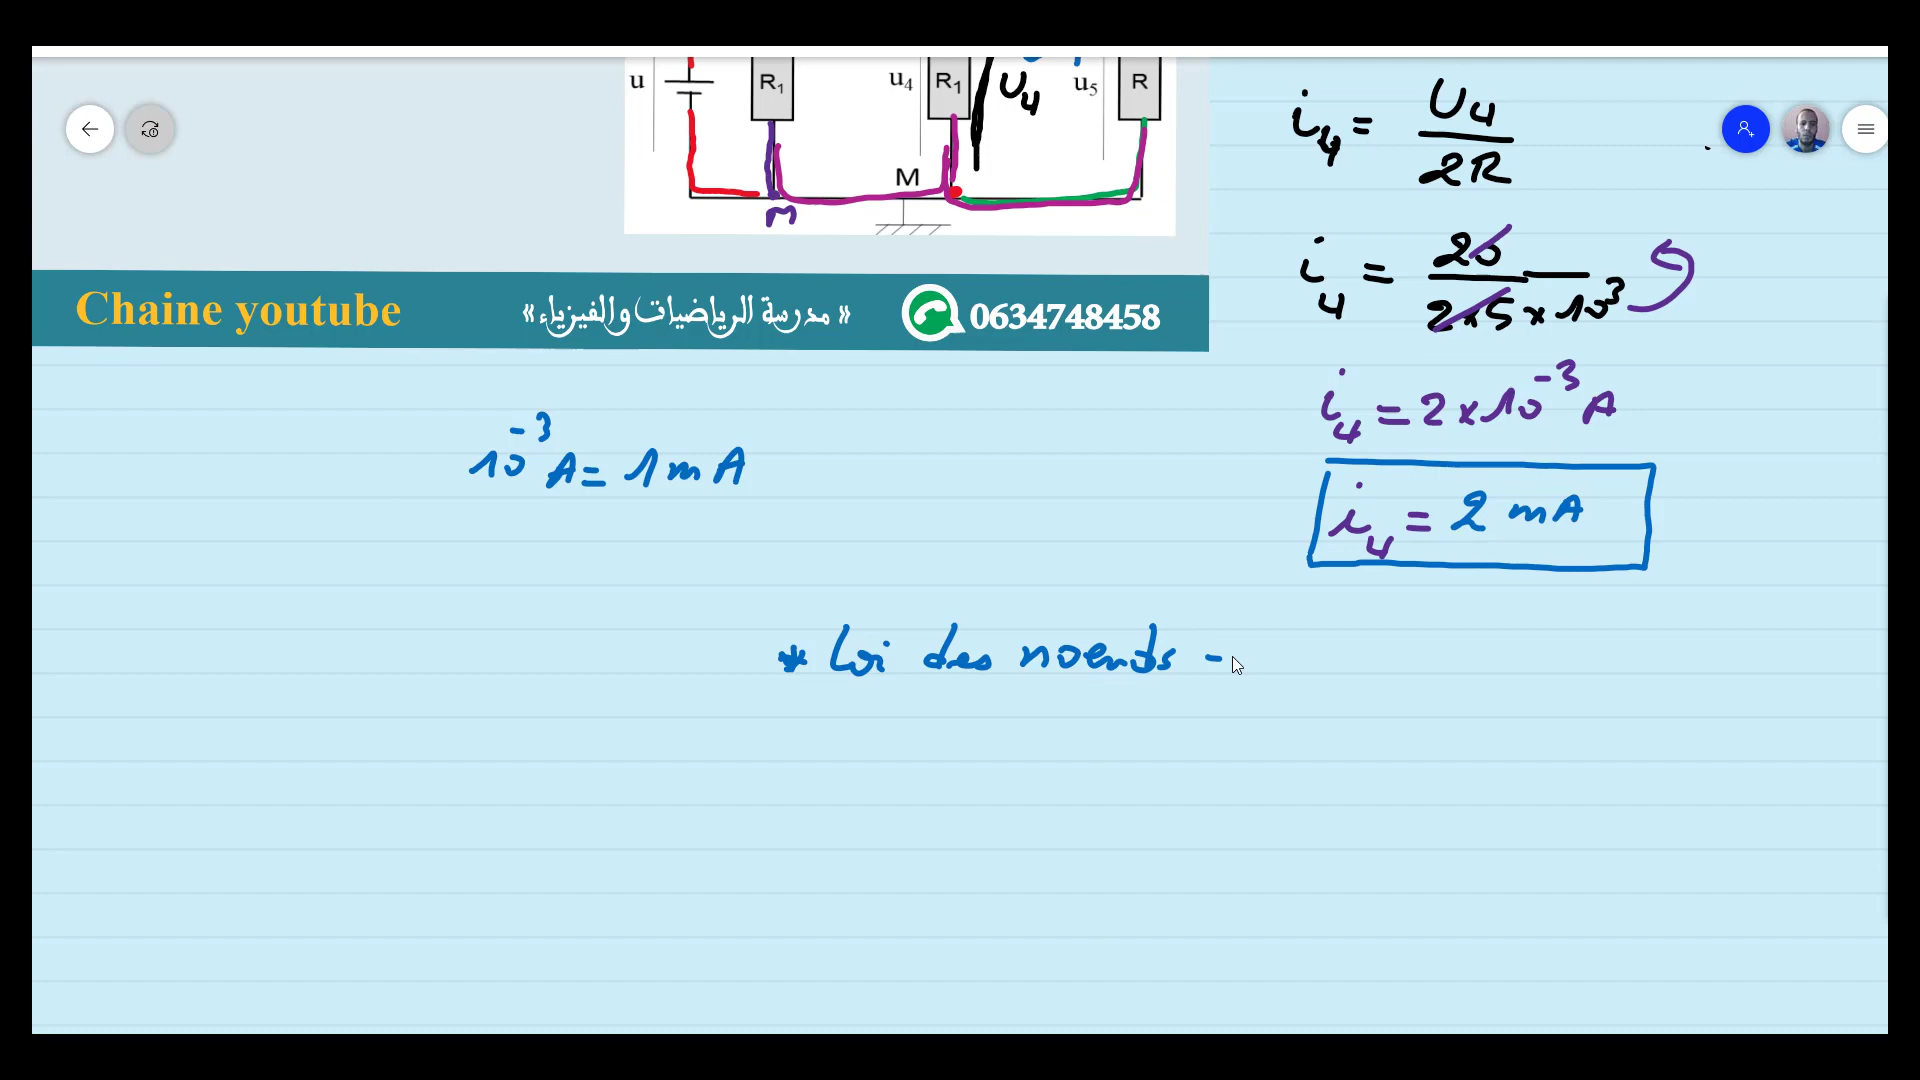 u R₁ u₄ R₁ U₄ u₅ R
M
m
Chaine youtube « مدرسة الرياضيات والفيزياء » 0634748458
i₄ = U₄ / 2R
i₄ = 20 / 2×5×10³
i₄ = 2×10⁻³ A
10⁻³ A = 1 mA
i₄ = 2 mA
* Loi des noends -